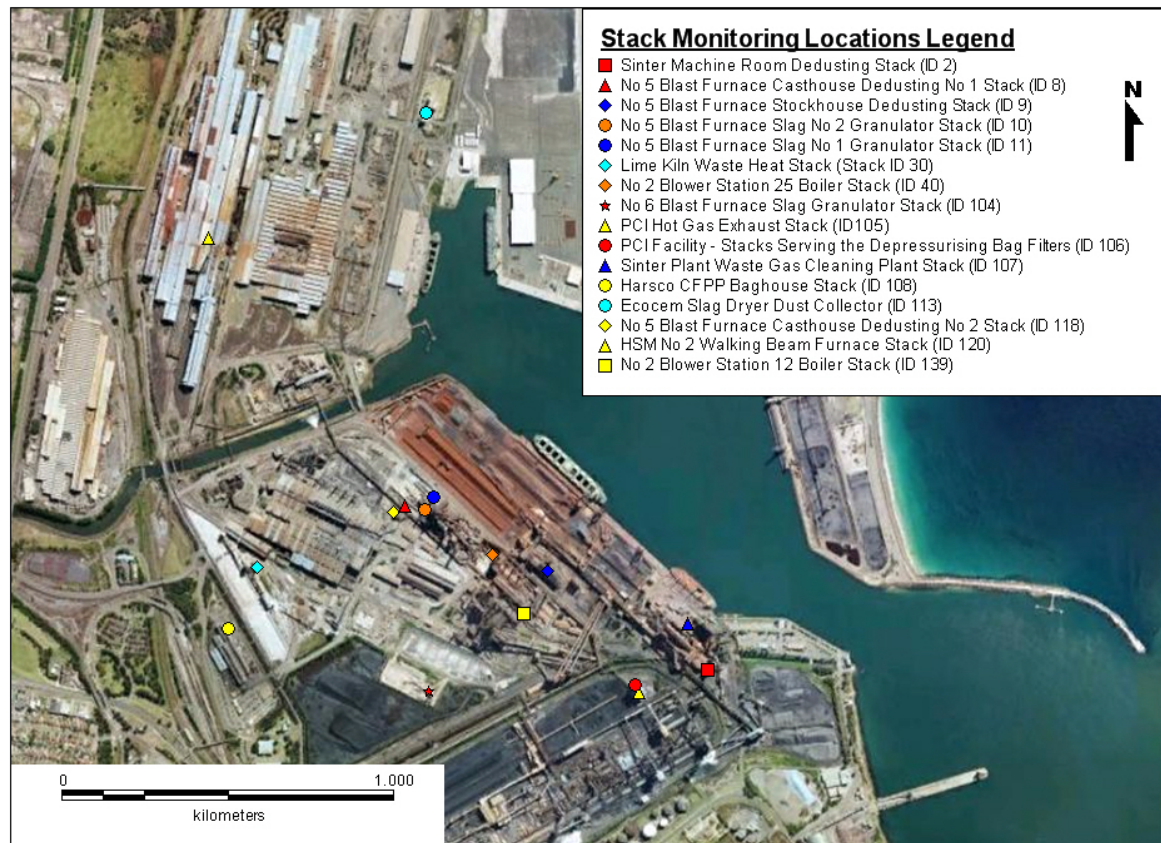 Stack Monitoring Locations Legend
Sinter Machine Room Dedusting Stack (ID 2)
No 5 Blast Furnace Casthouse Dedusting No 1 Stack (ID 8)
No 5 Blast Furnace Stockhouse Dedusting Stack (ID 9)
No 5 Blast Furnace Slag No 2 Granulator Stack (ID 10)
No 5 Blast Furnace Slag No 1 Granulator Stack (ID 11)
Lime Kiln Waste Heat Stack (Stack ID 30)
No 2 Blower Station 25 Boiler Stack (ID 40)
No 6 Blast Furnace Slag Granulator Stack (ID 104)
PCI Hot Gas Exhaust Stack (ID105)
PCI Facility - Stacks Serving the Depressurising Bag Filters (ID 106)
Sinter Plant Waste Gas Cleaning Plant Stack (ID 107)
Harsco CFPP Baghouse Stack (ID 108)
Ecocem Slag Dryer Dust Collector (ID 113)
No 5 Blast Furnace Casthouse Dedusting No 2 Stack (ID 118)
HSM No 2 Walking Beam Furnace Stack (ID 120)
No 2 Blower Station 12 Boiler Stack (ID 139)
N
0 1.000
kilometers